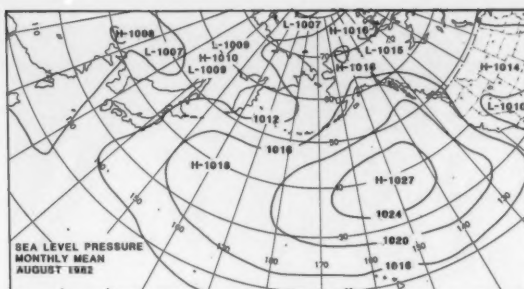 L-1007
H-1008
H-1016
L-1007
L-1009
L-1015
H-1010
H-1016
H-1014
L-1009
L-1010
1012
1016
H-1018
H-1027
1024
1020
1016
170
SEA LEVEL PRESSURE
MONTHLY MEAN
AUGUST 1982